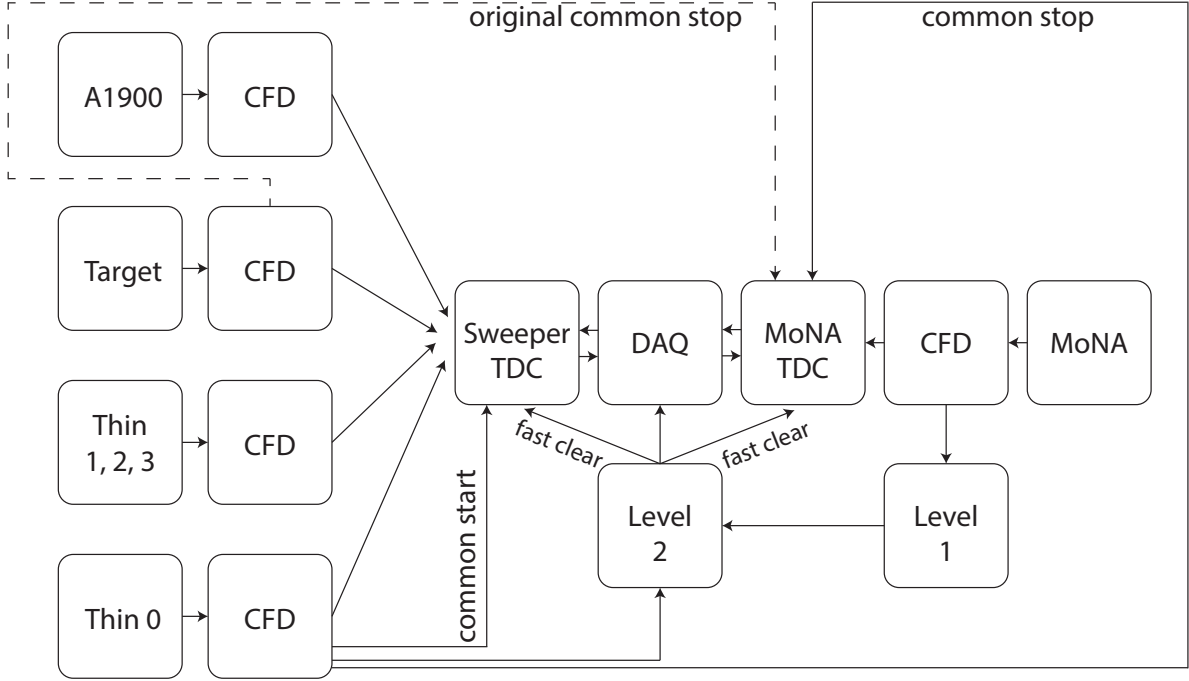 original common stop
common stop
A1900
CFD
Target
CFD
Sweeper
TDC
DAQ
MoNA
TDC
CFD
MoNA
Thin
1, 2, 3
CFD
fast clear
fast clear
common start
Level
2
Level
1
Thin 0
CFD